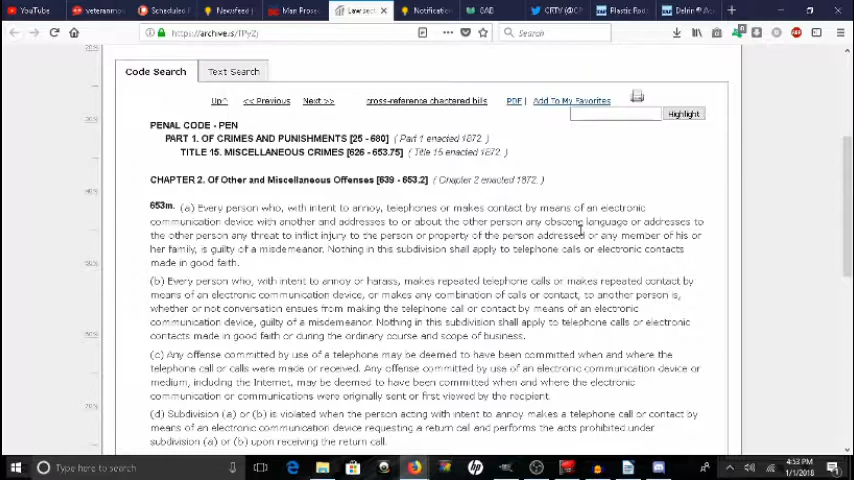 YouTube
veteranmov
Scheduled F
Newsfeed |
Man Prosec
Law sect
Notification
GAB
CRTV (@CR
Plastic Rod
Delrin ® Ac
https://archive.is/
Search
Code Search
Text Search
Up^ << Previous Next >> cross-reference chaptered bills PDF | Add To My Favorites
Highlight
PENAL CODE - PEN
PART 1. OF CRIMES AND PUNISHMENTS [25 - 680] ( Part 1 enacted 1872. )
TITLE 15. MISCELLANEOUS CRIMES [626 - 653.75] ( Title 15 enacted 1872. )
CHAPTER 2. Of Other and Miscellaneous Offenses [639 - 653.2] ( Chapter 2 enacted 1872. )
653m. (a) Every person who, with intent to annoy, telephones or makes contact by means of an electronic
communication device with another and addresses to or about the other person any obscene language or addresses to
the other person any threat to inflict injury to the person or property of the person addressed or any member of his or
her family, is guilty of a misdemeanor. Nothing in this subdivision shall apply to telephone calls or electronic contacts
made in good faith.
(b) Every person who, with intent to annoy or harass, makes repeated telephone calls or makes repeated contact by
means of an electronic communication device, or makes any combination of calls or contact, to another person is,
whether or not conversation ensues from making the telephone call or contact by means of an electronic
communication device, guilty of a misdemeanor. Nothing in this subdivision shall apply to telephone calls or electronic
contacts made in good faith or during the ordinary course and scope of business.
(c) Any offense committed by use of a telephone may be deemed to have been committed when and where the
telephone call or calls were made or received. Any offense committed by use of an electronic communication device or
medium, including the Internet, may be deemed to have been committed when and where the electronic
communication or communications were originally sent or first viewed by the recipient.
(d) Subdivision (a) or (b) is violated when the person acting with intent to annoy makes a telephone call or contact by
means of an electronic communication device requesting a return call and performs the acts prohibited under
subdivision (a) or (b) upon receiving the return call.
Type here to search
4:53 PM
1/1/2018